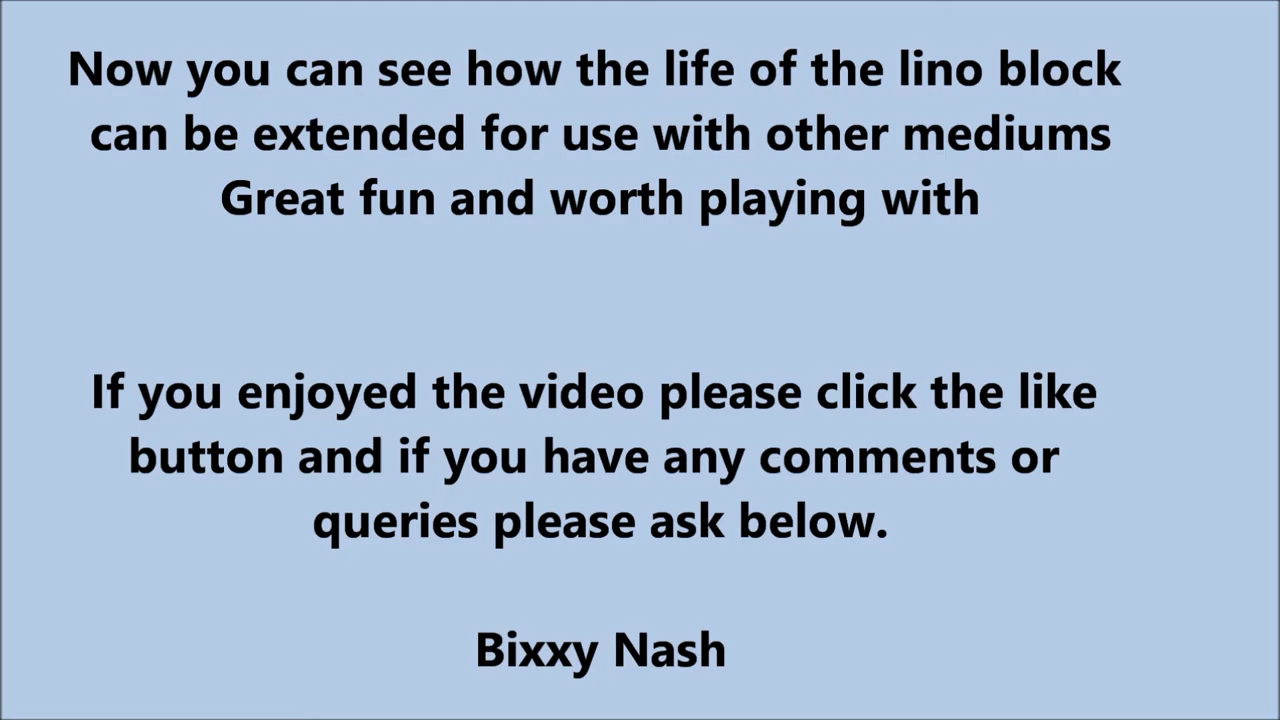 Now you can see how the life of the lino block
can be extended for use with other mediums
Great fun and worth playing with
If you enjoyed the video please click the like
button and if you have any comments or
queries please ask below.
Bixxy Nash